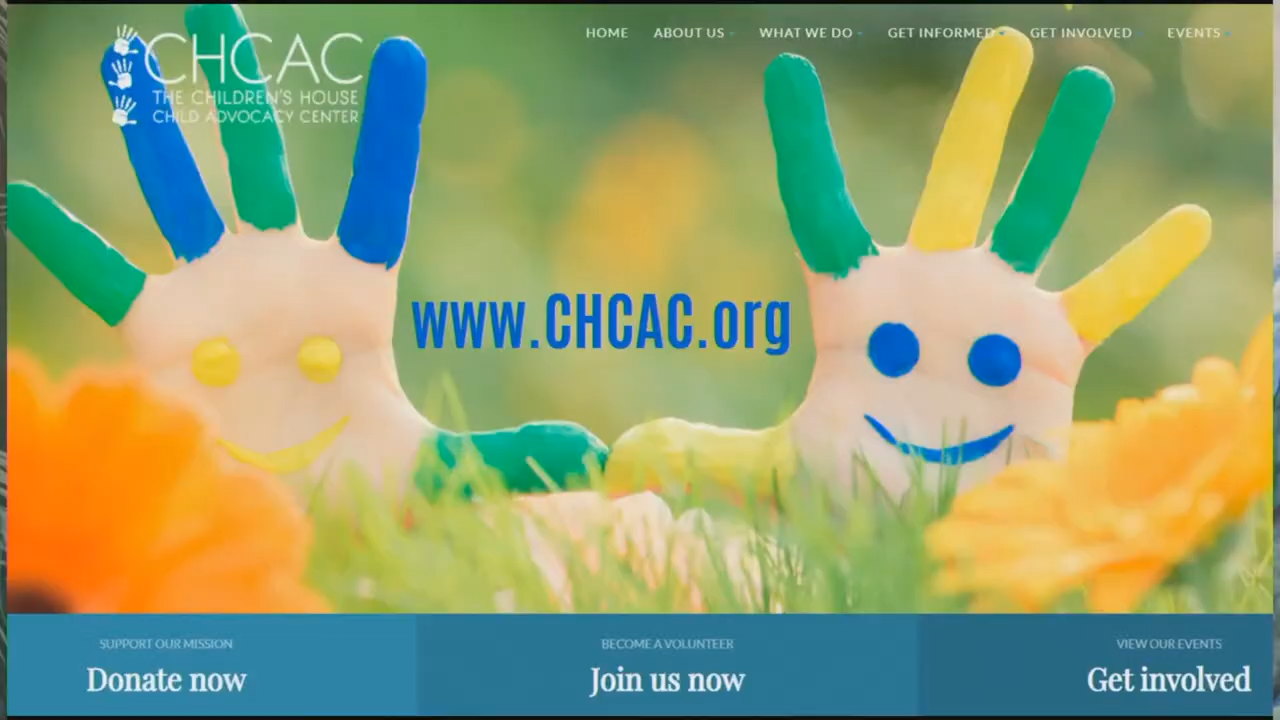 HOME ABOUT US WHAT WE DO GET INFORMED GET INVOLVED EVENTS
CHCAC
THE CHILDREN'S HOUSE
CHILD ADVOCACY CENTER
www.CHCAC.org
SUPPORT OUR MISSION
Donate now
BECOME A VOLUNTEER
Join us now
VIEW OUR EVENTS
Get involved